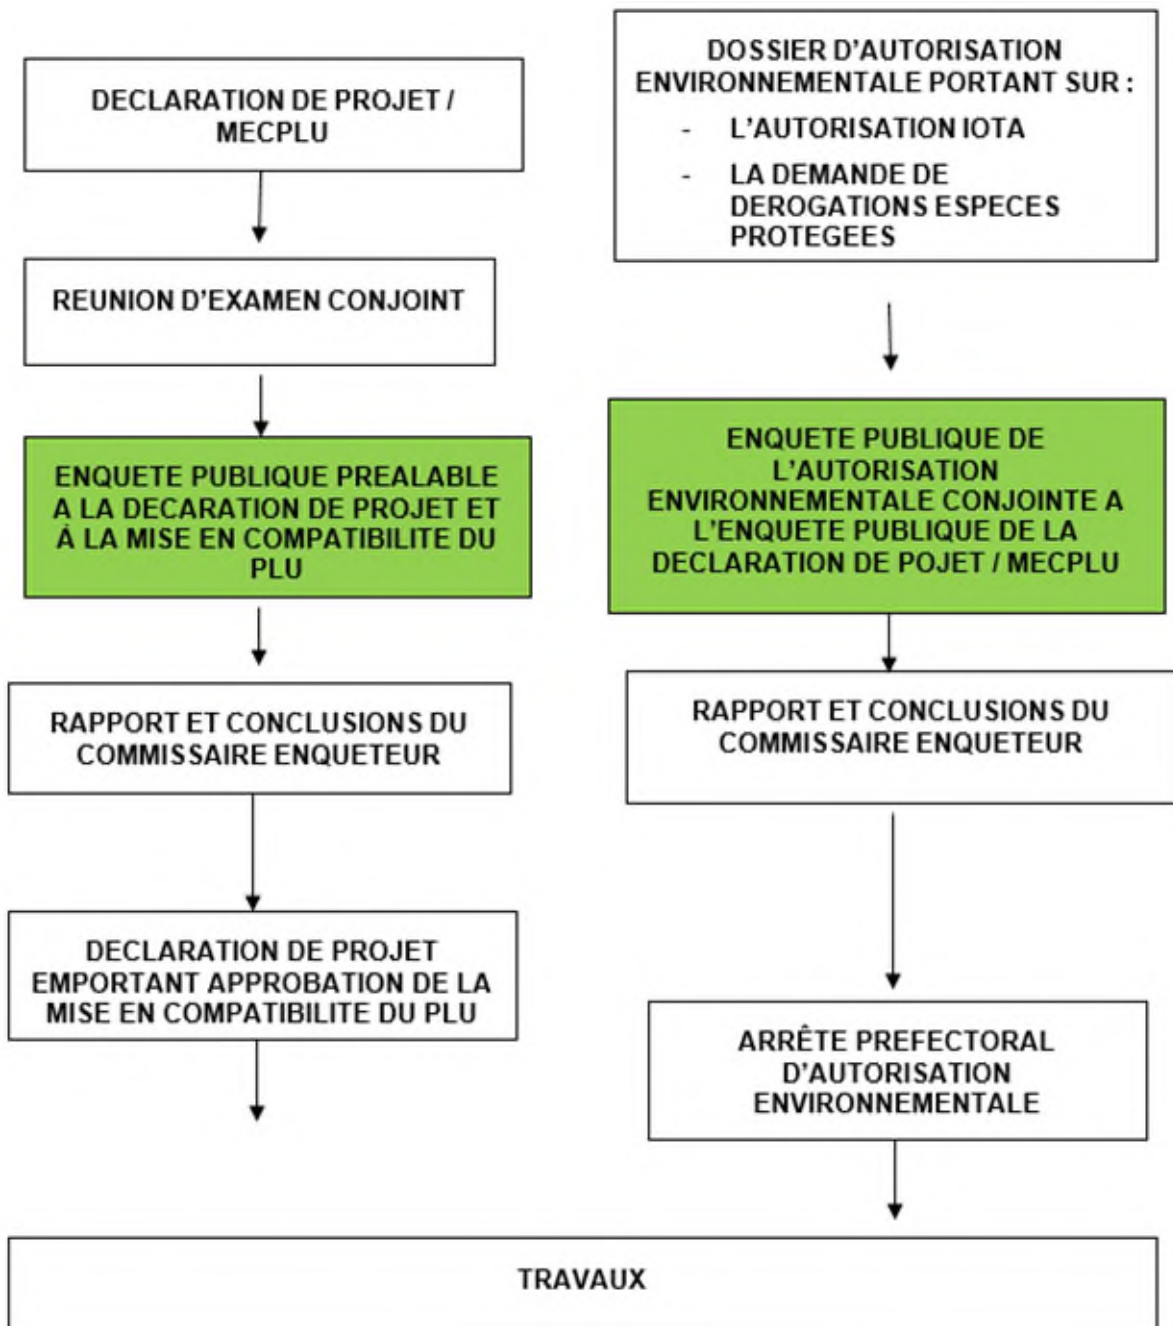 DECLARATION DE PROJET /
MECPLU
REUNION D'EXAMEN CONJOINT
ENQUETE PUBLIQUE PREALABLE
A LA DECARATION DE PROJET ET
À LA MISE EN COMPATIBILITE DU
PLU
RAPPORT ET CONCLUSIONS DU
COMMISSAIRE ENQUETEUR
DECLARATION DE PROJET
EMPORTANT APPROBATION DE LA
MISE EN COMPATIBILITE DU PLU
DOSSIER D'AUTORISATION
ENVIRONNEMENTALE PORTANT SUR :
- L'AUTORISATION IOTA
- LA DEMANDE DE
DEROGATIONS ESPECES
PROTEGEES
ENQUETE PUBLIQUE DE
L'AUTORISATION
ENVIRONNEMENTALE CONJOINTE A
L'ENQUETE PUBLIQUE DE LA
DECLARATION DE POJET / MECPLU
RAPPORT ET CONCLUSIONS DU
COMMISSAIRE ENQUETEUR
ARRÊTE PREFECTORAL
D'AUTORISATION
ENVIRONNEMENTALE
TRAVAUX